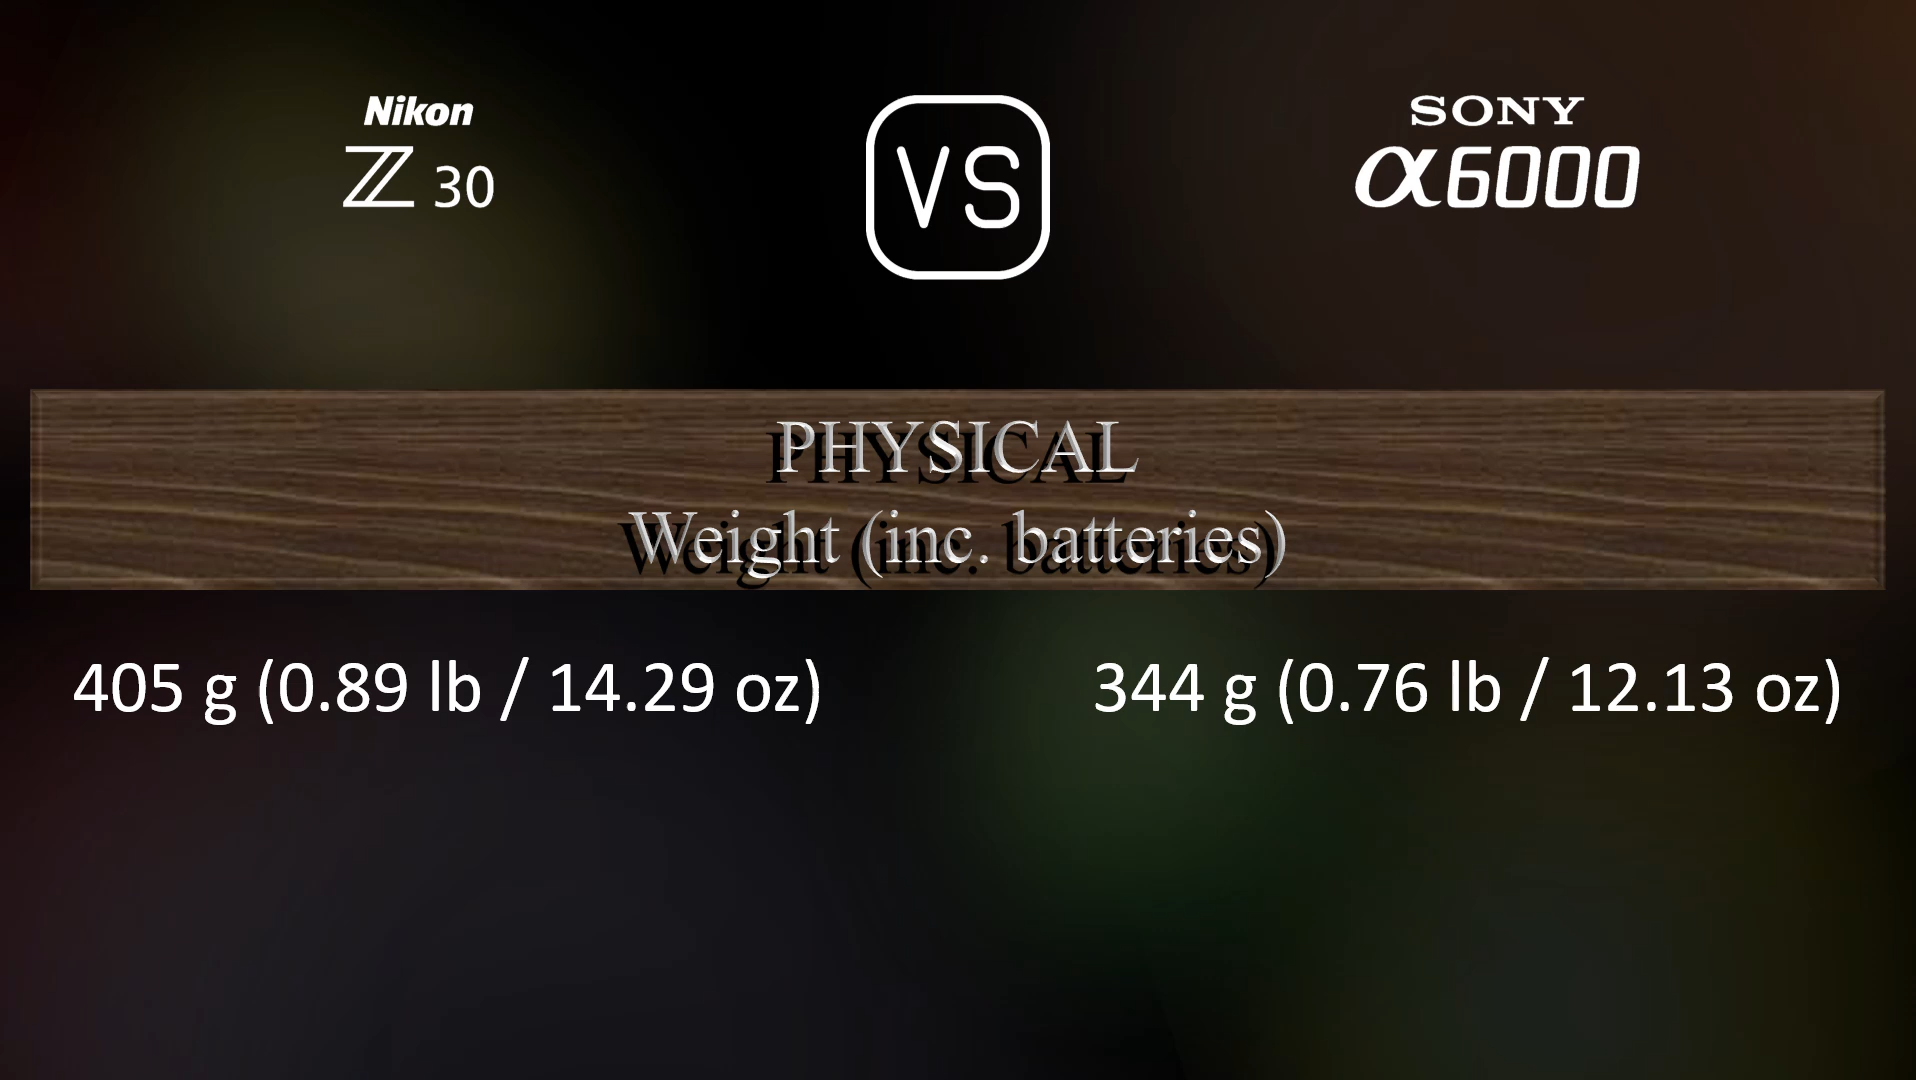 Nikon
Z 30
VS
SONY
α6000
PHYSICAL
Weight (inc. batteries)
405 g (0.89 lb / 14.29 oz)
344 g (0.76 lb / 12.13 oz)